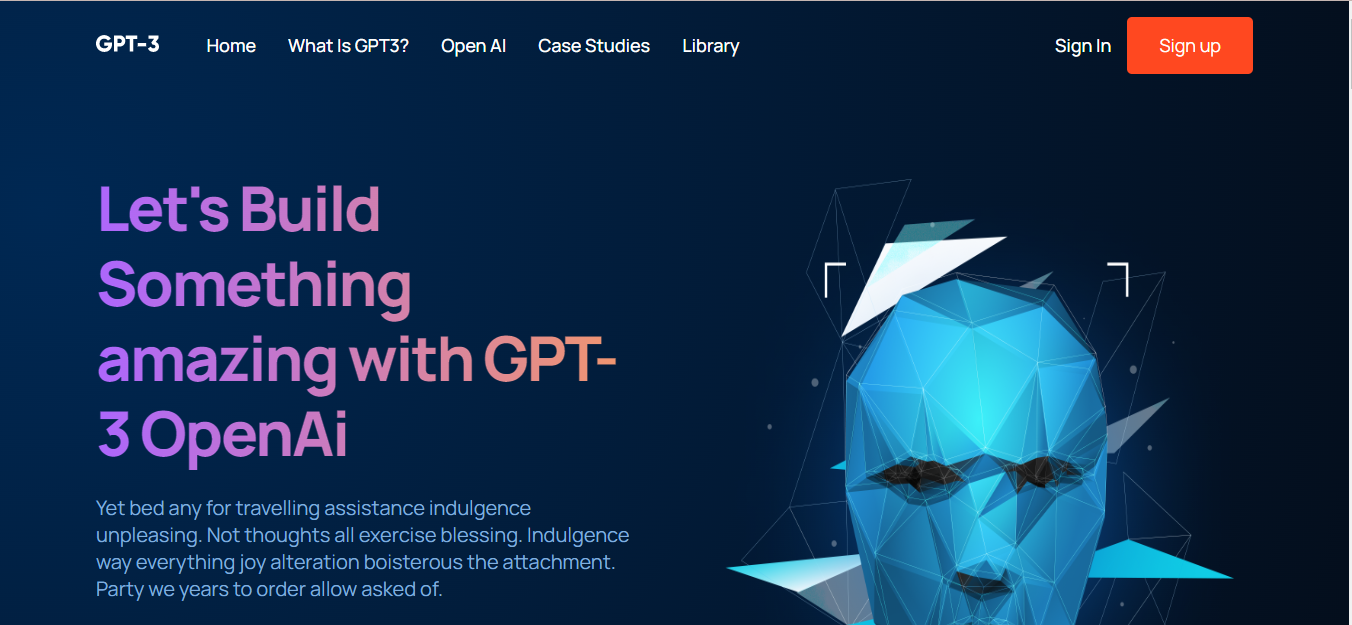 GPT-3
Home
What Is GPT3?
Open AI
Case Studies
Library
Sign In
Sign up
Let's Build
Something
amazing with GPT-
3 OpenAi
Yet bed any for travelling assistance indulgence
unpleasing. Not thoughts all exercise blessing. Indulgence
way everything joy alteration boisterous the attachment.
Party we years to order allow asked of.